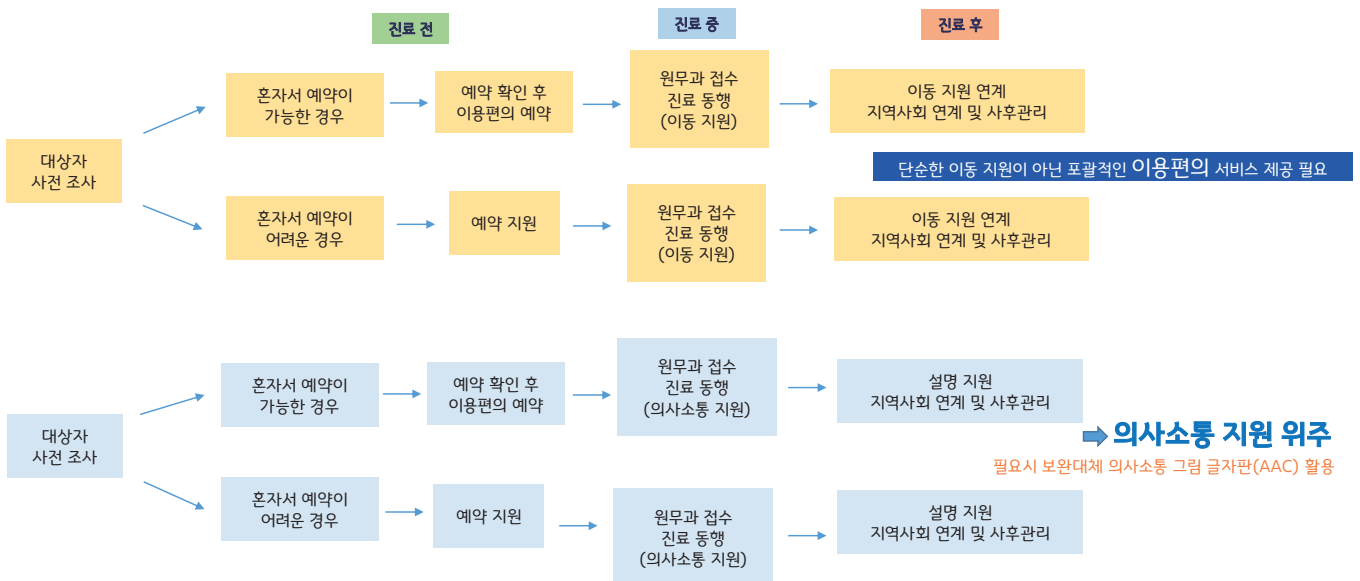 진료 전
진료 중
진료 후
대상자
사전 조사
혼자서 예약이
가능한 경우
예약 확인 후
이용편의 예약
원무과 접수
진료 동행
(이동 지원)
이동 지원 연계
지역사회 연계 및 사후관리
단순한 이동 지원이 아닌 포괄적인 이용편의 서비스 제공 필요
혼자서 예약이
어려운 경우
예약 지원
원무과 접수
진료 동행
(이동 지원)
이동 지원 연계
지역사회 연계 및 사후관리
대상자
사전 조사
혼자서 예약이
가능한 경우
예약 확인 후
이용편의 예약
원무과 접수
진료 동행
(의사소통 지원)
설명 지원
지역사회 연계 및 사후관리
의사소통 지원 위주
필요시 보완대체 의사소통 그림 글자판(AAC) 활용
혼자서 예약이
어려운 경우
예약 지원
원무과 접수
진료 동행
(의사소통 지원)
설명 지원
지역사회 연계 및 사후관리